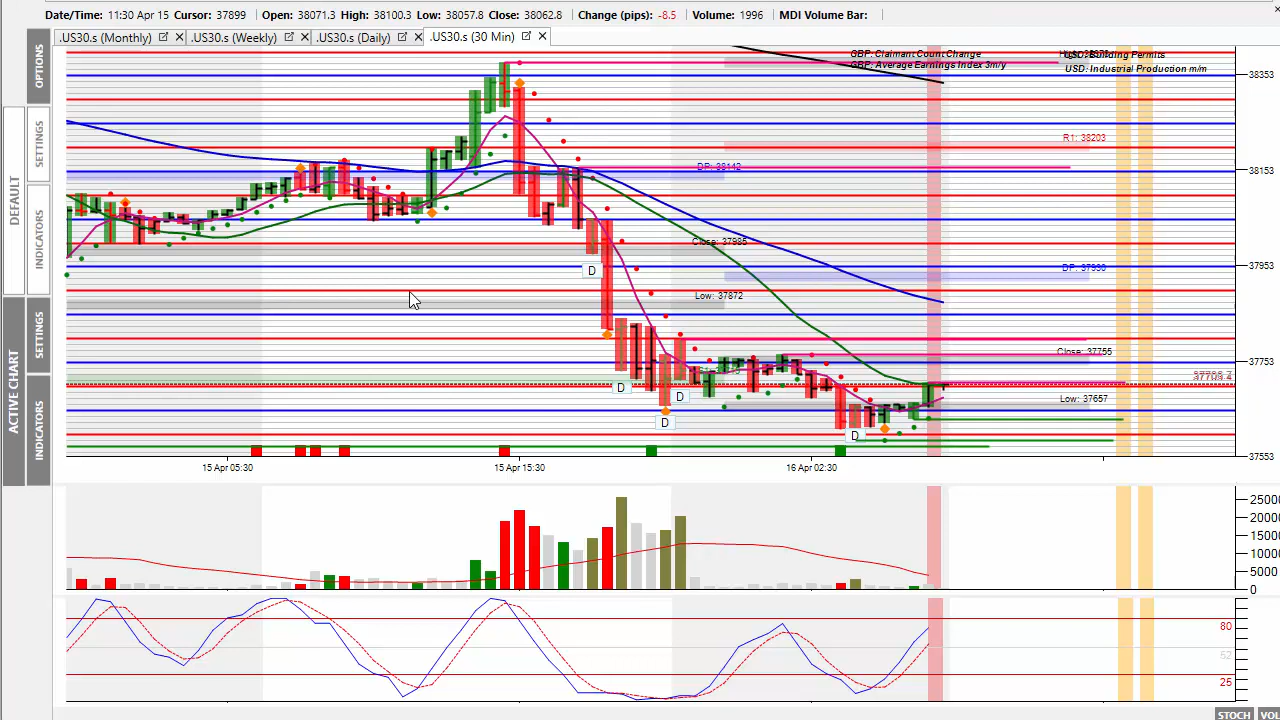 Date/Time: 11:30 Apr 15 Cursor: 37899 Open: 38071.3 High: 38100.3 Low: 38057.8 Close: 38062.8 Change (pips): -8.5 Volume: 1996 MDI Volume Bar:
.US30.s (Monthly) .US30.s (Weekly) .US30.s (Daily) .US30.s (30 Min)
OPTIONS
DEFAULT
SETTINGS
INDICATORS
ACTIVE CHART
SETTINGS
INDICATORS
GBP: Claimant Count Change
GBP: Average Earnings Index 3m/y
Building Permits
USD: Industrial Production m/m
R1: 38203
DP: 38142
Close: 37985
DP: 37938
Low: 37872
Close: 37755
Low: 37657
D
D
D
D
D
38353
38153
37953
37753
37553
15 Apr 05:30 15 Apr 15:30 16 Apr 02:30
25000
20000
15000
10000
5000
0
80
52
25
STOCH VOL